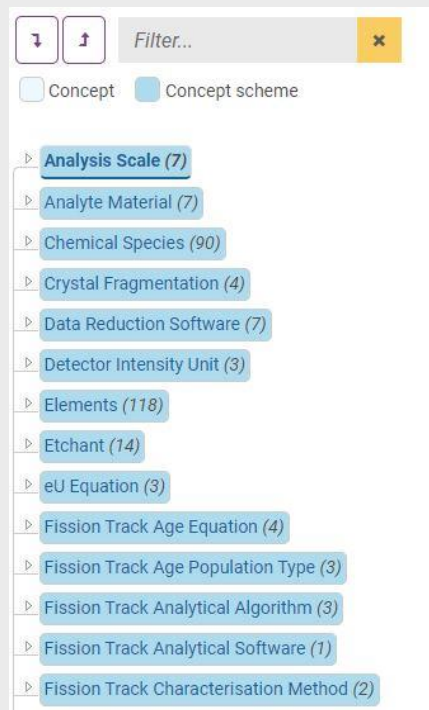 Filter...
Concept Concept scheme
Analysis Scale (7)
Analyte Material (7)
Chemical Species (90)
Crystal Fragmentation (4)
Data Reduction Software (7)
Detector Intensity Unit (3)
Elements (118)
Etchant (14)
eU Equation (3)
Fission Track Age Equation (4)
Fission Track Age Population Type (3)
Fission Track Analytical Algorithm (3)
Fission Track Analytical Software (1)
Fission Track Characterisation Method (2)